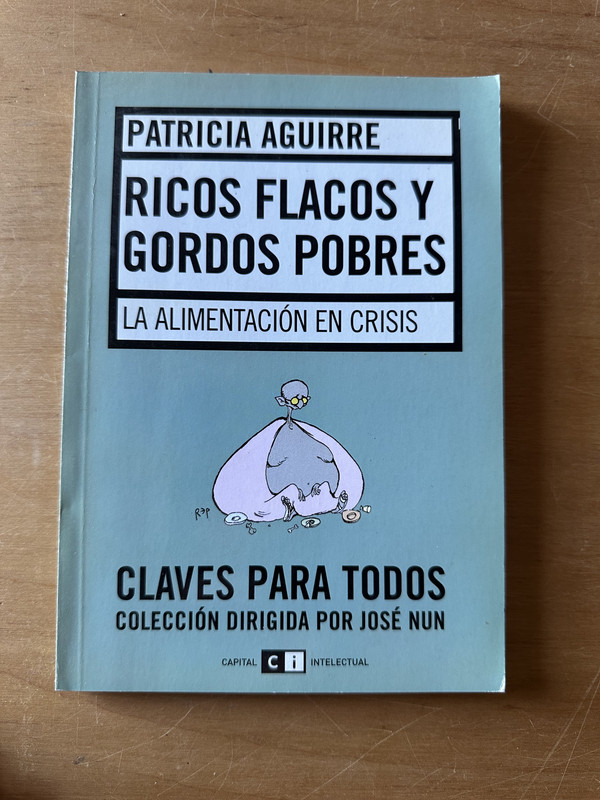 PATRICIA AGUIRRE
RICOS FLACOS Y
GORDOS POBRES
LA ALIMENTACIÓN EN CRISIS
REP
CLAVES PARA TODOS
COLECCIÓN DIRIGIDA POR JOSÉ NUN
CAPITAL Ci INTELECTUAL